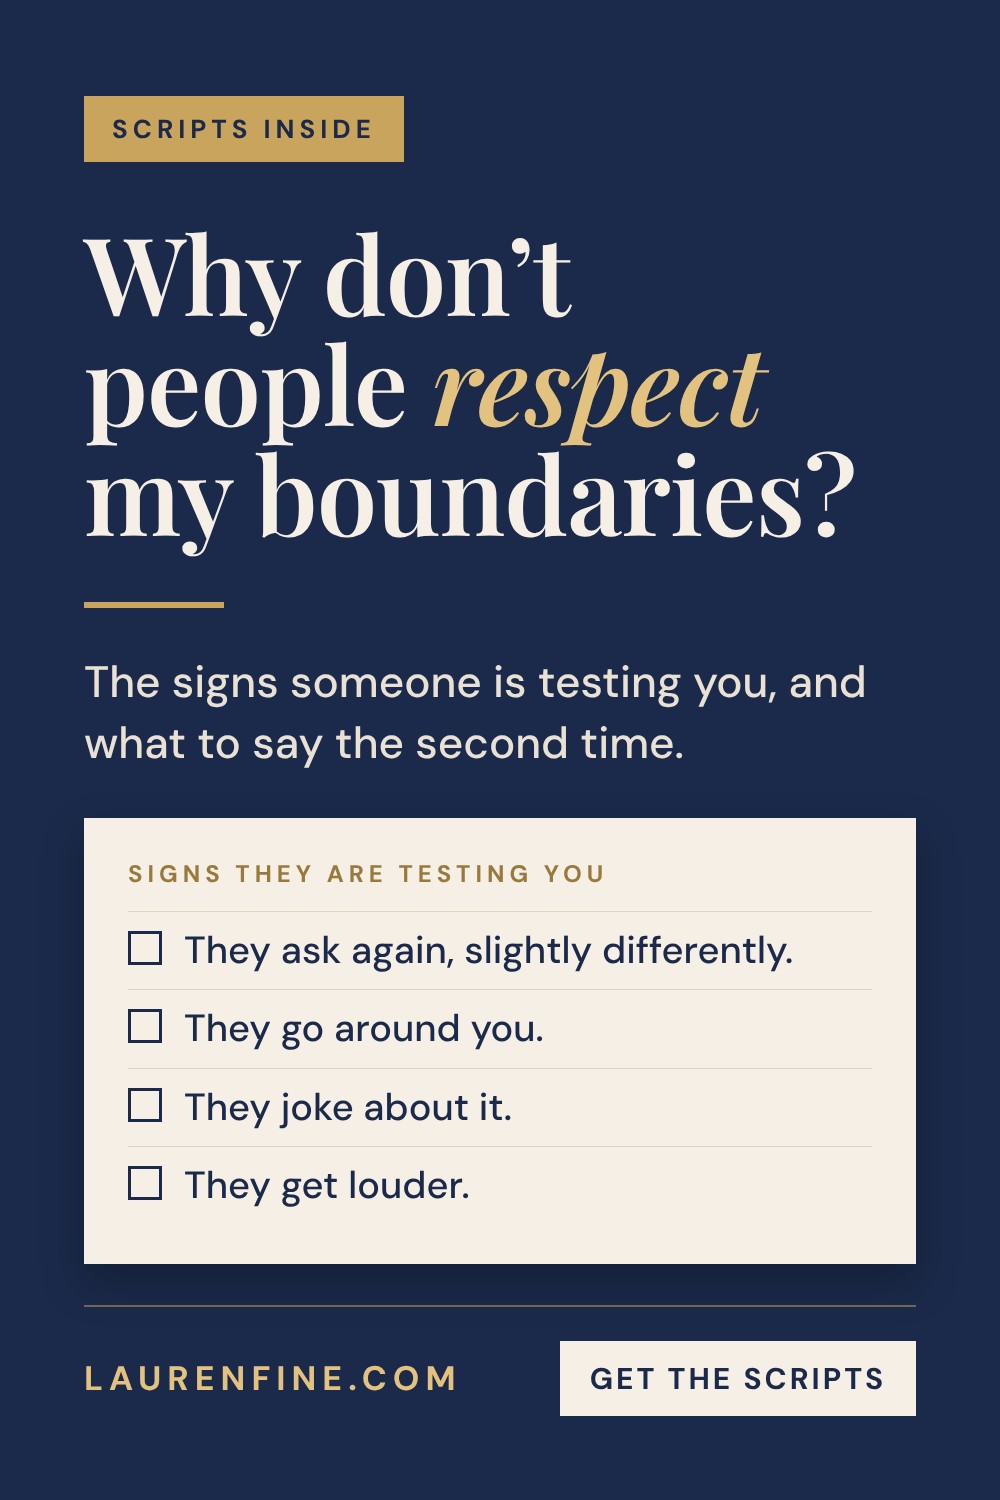 SCRIPTS INSIDE
Why don’t
people respect
my boundaries?
The signs someone is testing you, and
what to say the second time.
SIGNS THEY ARE TESTING YOU
They ask again, slightly differently.
They go around you.
They joke about it.
They get louder.
LAURENFINE.COM
GET THE SCRIPTS